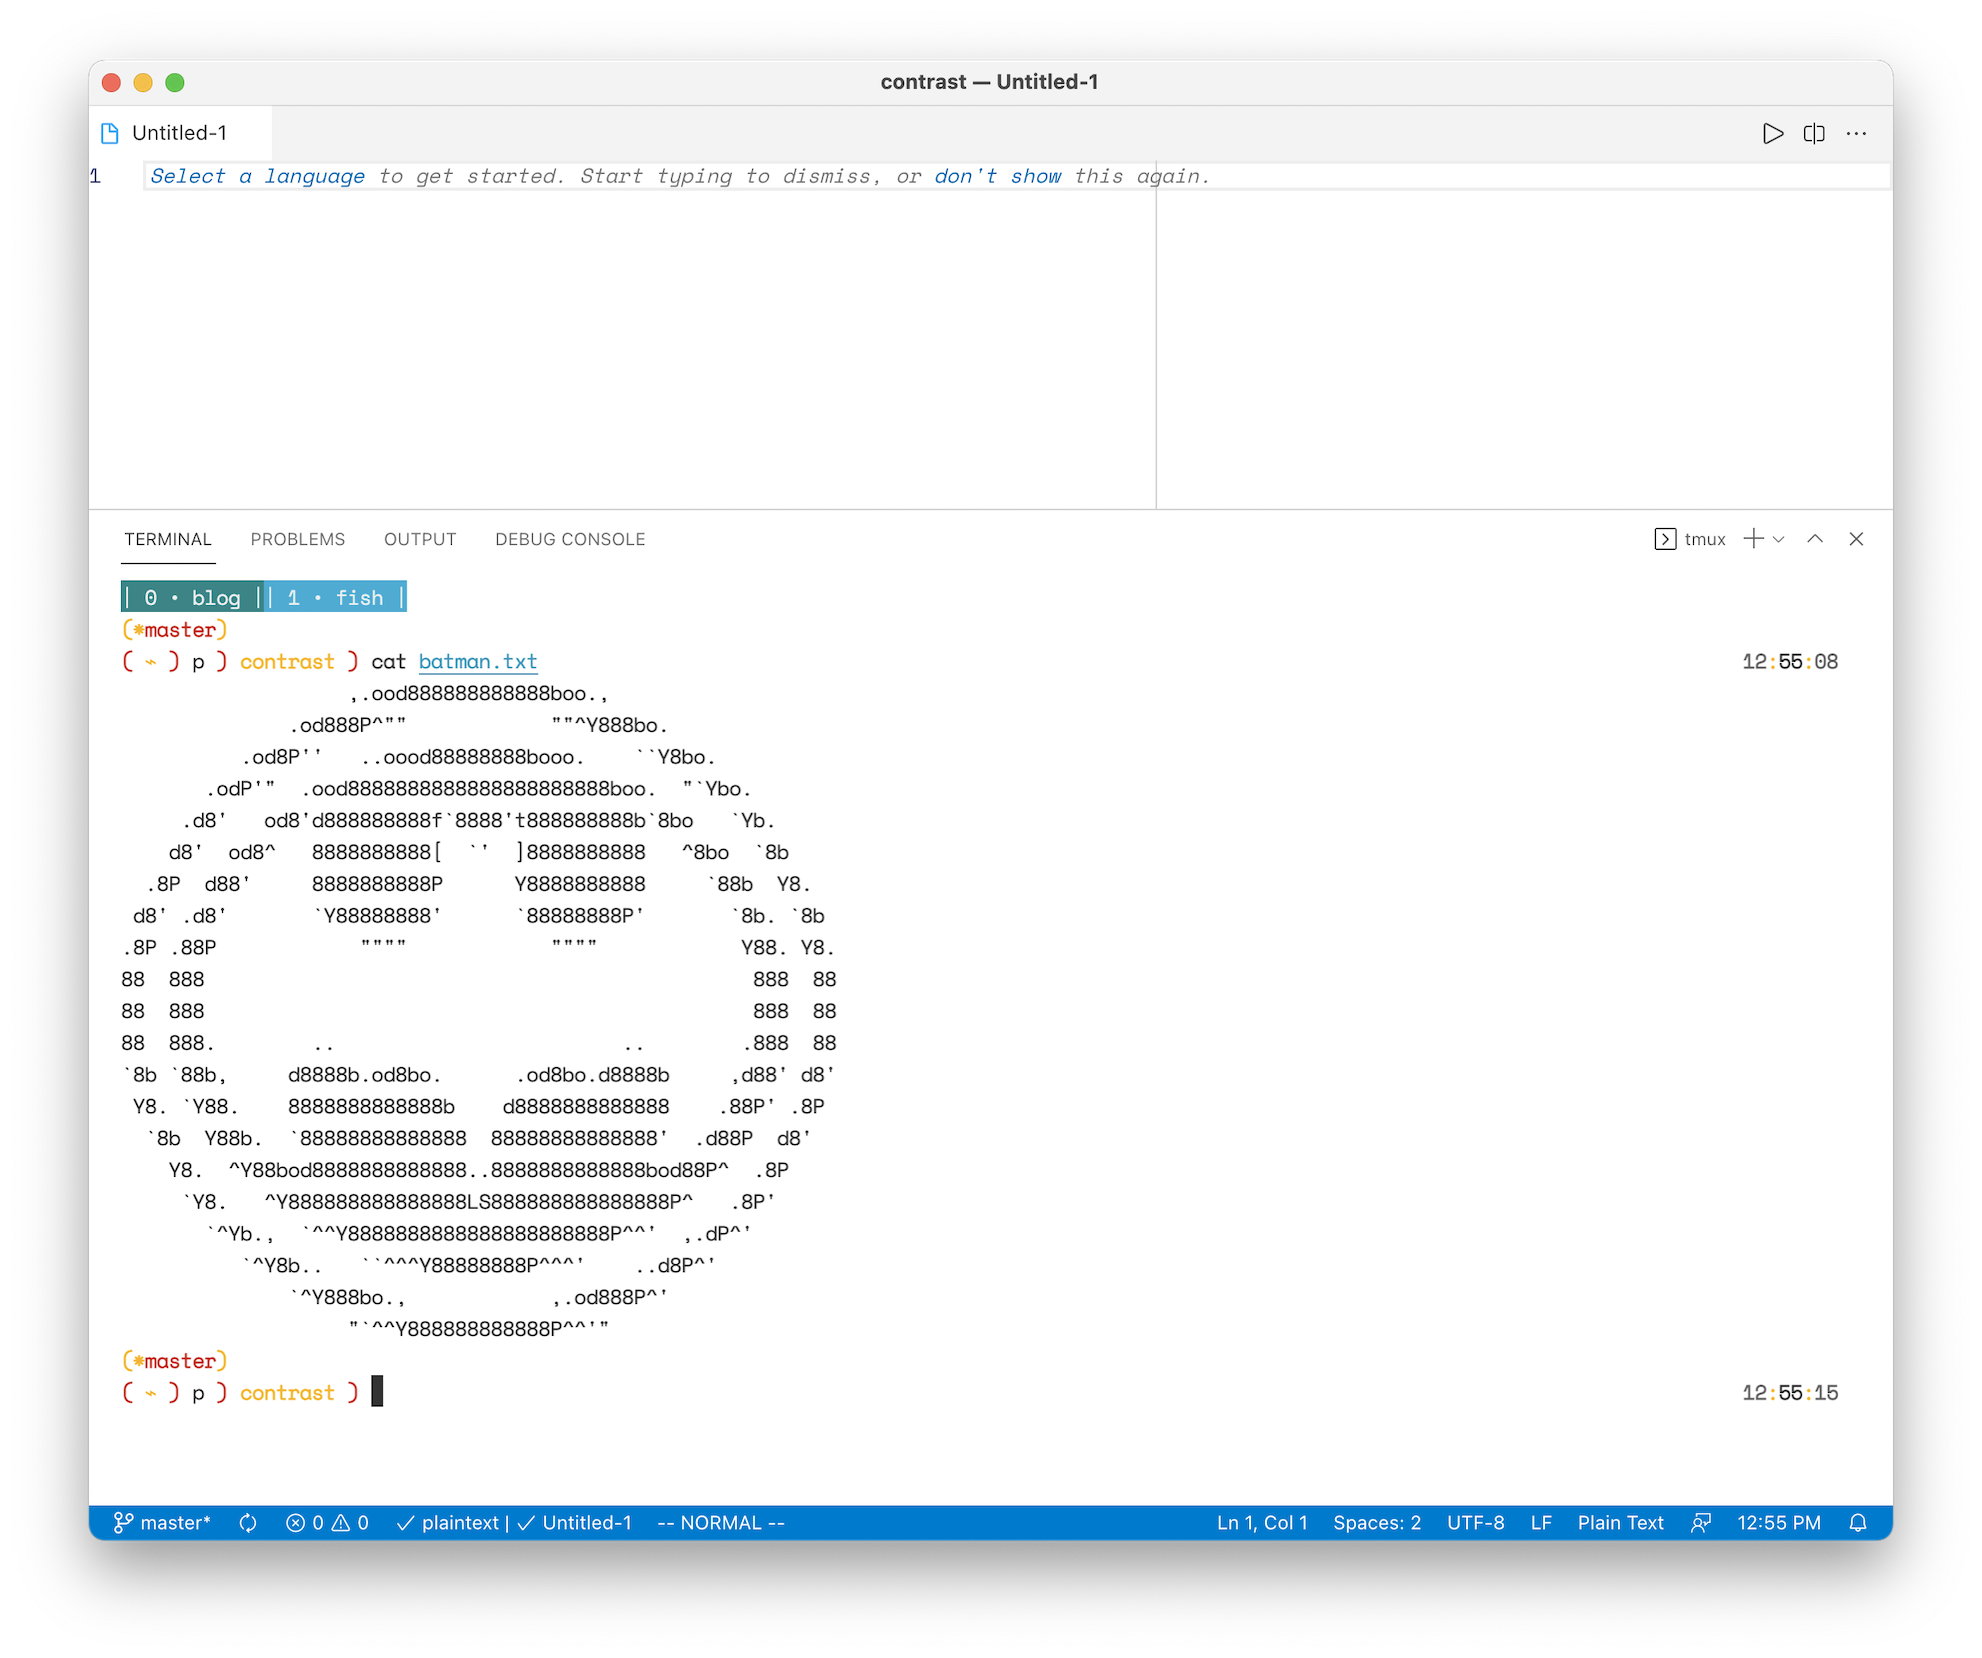 contrast — Untitled-1
Untitled-1
1 Select a language to get started. Start typing to dismiss, or don't show this again.
TERMINAL PROBLEMS OUTPUT DEBUG CONSOLE tmux
| 0 • blog || 1 • fish |
(*master)
( ~ ) p ) contrast ) cat batman.txt 12:55:08
                   ,.ood888888888888boo.,
              .od888P^""            ""^Y888bo.
          .od8P''   ..oood88888888booo.    ``Y8bo.
       .odP'"  .ood8888888888888888888888boo.  "`Ybo.
     .d8'   od8'd888888888f`8888't888888888b`8bo   `Yb.
    d8'  od8^   8888888888[  `'  ]8888888888   ^8bo  `8b
  .8P  d88'     8888888888P      Y8888888888     `88b  Y8.
 d8' .d8'       `Y88888888'      `88888888P'       `8b. `8b
.8P .88P            """"            """"            Y88. Y8.
88  888                                              888  88
88  888                                              888  88
88  888.        ..                        ..        .888  88
`8b `88b,     d8888b.od8bo.      .od8bo.d8888b     ,d88' d8'
 Y8. `Y88.    8888888888888b    d8888888888888    .88P' .8P
  `8b  Y88b.  `88888888888888  88888888888888'  .d88P  d8'
    Y8.  ^Y88bod8888888888888..8888888888888bod88P^  .8P
     `Y8.   ^Y888888888888888LS888888888888888P^   .8P'
       `^Yb.,  `^^Y8888888888888888888888P^^'  ,.dP^'
          `^Y8b..   ``^^^Y88888888P^^^'    ..d8P^'
              `^Y888bo.,            ,.od888P^'
                   "`^^Y888888888888P^^'"
(*master)
( ~ ) p ) contrast ) 12:55:15
master* 0 0 plaintext | Untitled-1 -- NORMAL -- Ln 1, Col 1 Spaces: 2 UTF-8 LF Plain Text 12:55 PM